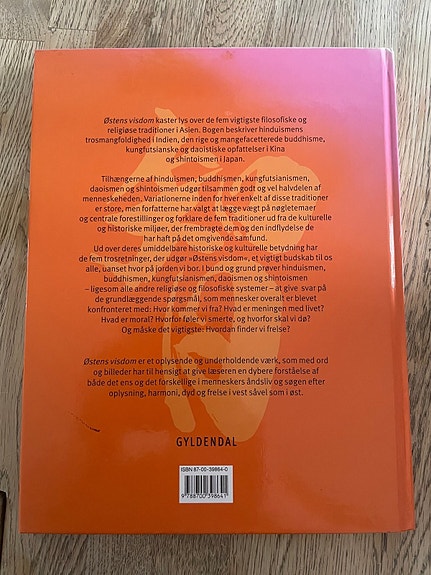 Østens visdom kaster lys over de fem vigtigste filosofiske og
religiøse traditioner i Asien. Bogen beskriver hinduismens
trosmangfoldighed i Indien, den rige og mangefacetterede buddhisme,
kungfutsianske og daoistiske opfattelser i Kina
og shintoismen i Japan.
Tilhængerne af hinduismen, buddhismen, kungfutsianismen,
daoismen og shintoismen udgør tilsammen godt og vel halvdelen af
menneskeheden. Variationerne inden for hver enkelt af disse traditioner
er store, men forfatterne har valgt at lægge vægt på nøgletemaer
og centrale forestillinger og forklare de fem traditioner ud fra de kulturelle
og historiske miljøer, der frembragte dem og den indflydelse de
har haft på det omgivende samfund.
Ud over deres umiddelbare historiske og kulturelle betydning har
de fem trosretninger, der udgør »Østens visdom«, et vigtigt budskab til os
alle, uanset hvor på jorden vi bor. I bund og grund prøver hinduismen,
buddhismen, kungfutsianismen, daoismen og shintoismen
– ligesom alle andre religiøse og filosofiske systemer – at give svar på
de grundlæggende spørgsmål, som mennesker overalt er blevet
konfronteret med: Hvor kommer vi fra? Hvad er meningen med livet?
Hvad er moral? Hvorfor føler vi smerte, og hvorfor skal vi dø?
Og måske det vigtigste: Hvordan finder vi frelse?
Østens visdom er et oplysende og underholdende værk, som med ord
og billeder har til hensigt at give læseren en dybere forståelse af
både det ens og det forskellige i menneskers åndsliv og søgen efter
oplysning, harmoni, dyd og frelse i vest såvel som i øst.
GYLDENDAL
ISBN 87-00-39864-0
9 788700 398641